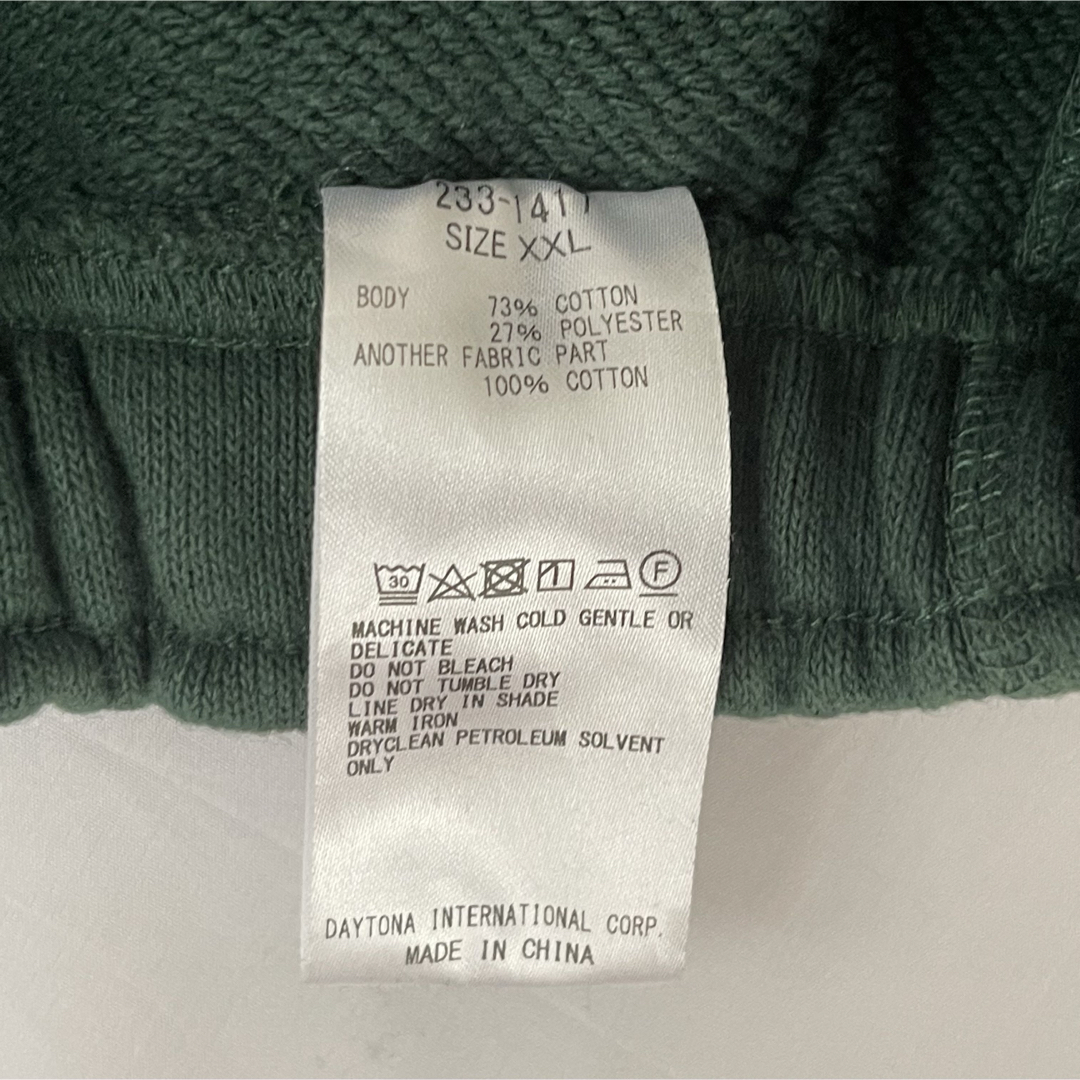 233-1417
SIZE XXL
BODY 73% COTTON
27% POLYESTER
ANOTHER FABRIC PART
100% COTTON
30 F
MACHINE WASH COLD GENTLE OR
DELICATE
DO NOT BLEACH
DO NOT TUMBLE DRY
LINE DRY IN SHADE
WARM IRON
DRYCLEAN PETROLEUM SOLVENT
ONLY
DAYTONA INTERNATIONAL CORP.
MADE IN CHINA